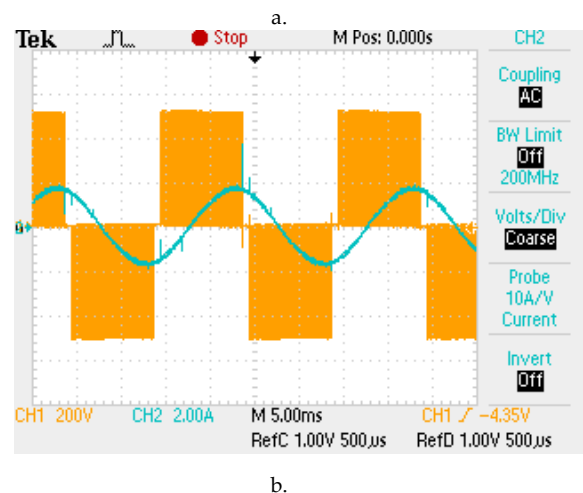 a.
Tek Stop M Pos: 0.000s CH2
Coupling
AC
BW Limit
Off
200MHz
Volts/Div
Coarse
Probe
10A/V
Current
Invert
Off
CH1 200V CH2 2.00A M 5.00ms CH1 -4.35V
RefC 1.00V 500µs RefD 1.00V 500µs
b.